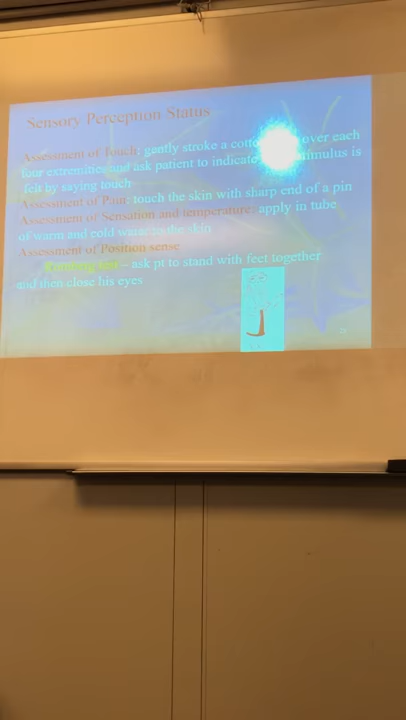 Sensory Perception Status
Assessment of Touch: gently stroke a cotton over each
four extremities and ask patient to indicate stimulus is
felt by saying touch
Assessment of Pain: touch the skin with sharp end of a pin
Assessment of Sensation and temperature: apply in tube
of warm and cold water to the skin
Assessment of Position sense
– ask pt to stand with feet together
and then close his eyes